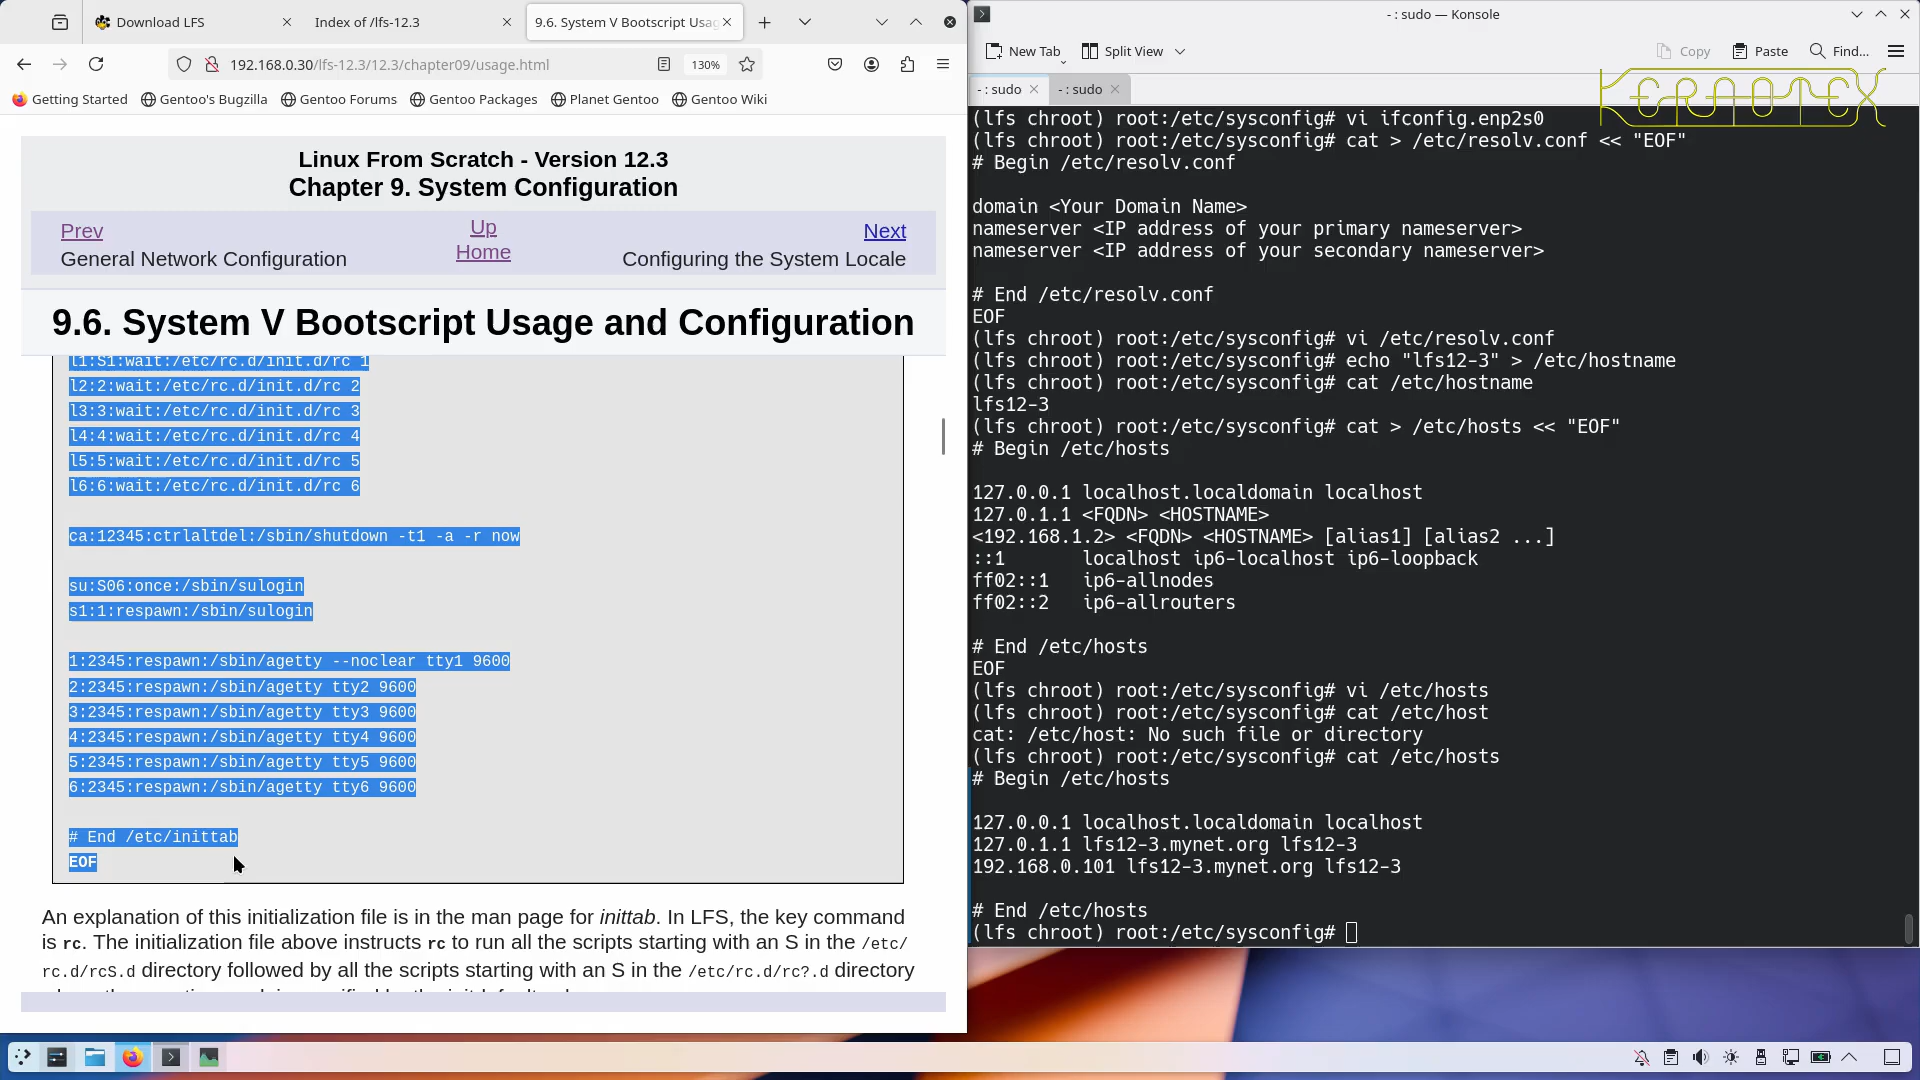 Download LFS
Index of /lfs-12.3
9.6. System V Bootscript Usag
192.168.0.30/lfs-12.3/12.3/chapter09/usage.html
130%
Getting Started
Gentoo's Bugzilla
Gentoo Forums
Gentoo Packages
Planet Gentoo
Gentoo Wiki
Linux From Scratch - Version 12.3
Chapter 9. System Configuration
Prev
Up
Next
Home
General Network Configuration
Configuring the System Locale
9.6. System V Bootscript Usage and Configuration
l1:S1:wait:/etc/rc.d/init.d/rc 1
l2:2:wait:/etc/rc.d/init.d/rc 2
l3:3:wait:/etc/rc.d/init.d/rc 3
l4:4:wait:/etc/rc.d/init.d/rc 4
l5:5:wait:/etc/rc.d/init.d/rc 5
l6:6:wait:/etc/rc.d/init.d/rc 6
ca:12345:ctrlaltdel:/sbin/shutdown -t1 -a -r now
su:S06:once:/sbin/sulogin
s1:1:respawn:/sbin/sulogin
1:2345:respawn:/sbin/agetty --noclear tty1 9600
2:2345:respawn:/sbin/agetty tty2 9600
3:2345:respawn:/sbin/agetty tty3 9600
4:2345:respawn:/sbin/agetty tty4 9600
5:2345:respawn:/sbin/agetty tty5 9600
6:2345:respawn:/sbin/agetty tty6 9600
# End /etc/inittab
EOF
An explanation of this initialization file is in the man page for inittab. In LFS, the key command
is rc. The initialization file above instructs rc to run all the scripts starting with an S in the /etc/
rc.d/rcS.d directory followed by all the scripts starting with an S in the /etc/rc.d/rc?.d directory
- : sudo — Konsole
New Tab
Split View
Copy
Paste
Find...
- : sudo
- : sudo
KERNOTEX
(lfs chroot) root:/etc/sysconfig# vi ifconfig.enp2s0
(lfs chroot) root:/etc/sysconfig# cat > /etc/resolv.conf << "EOF"
# Begin /etc/resolv.conf
domain <Your Domain Name>
nameserver <IP address of your primary nameserver>
nameserver <IP address of your secondary nameserver>
# End /etc/resolv.conf
EOF
(lfs chroot) root:/etc/sysconfig# vi /etc/resolv.conf
(lfs chroot) root:/etc/sysconfig# echo "lfs12-3" > /etc/hostname
(lfs chroot) root:/etc/sysconfig# cat /etc/hostname
lfs12-3
(lfs chroot) root:/etc/sysconfig# cat > /etc/hosts << "EOF"
# Begin /etc/hosts
127.0.0.1 localhost.localdomain localhost
127.0.1.1 <FQDN> <HOSTNAME>
<192.168.1.2> <FQDN> <HOSTNAME> [alias1] [alias2 ...]
::1       localhost ip6-localhost ip6-loopback
ff02::1   ip6-allnodes
ff02::2   ip6-allrouters
# End /etc/hosts
EOF
(lfs chroot) root:/etc/sysconfig# vi /etc/hosts
(lfs chroot) root:/etc/sysconfig# cat /etc/host
cat: /etc/host: No such file or directory
(lfs chroot) root:/etc/sysconfig# cat /etc/hosts
# Begin /etc/hosts
127.0.0.1 localhost.localdomain localhost
127.0.1.1 lfs12-3.mynet.org lfs12-3
192.168.0.101 lfs12-3.mynet.org lfs12-3
# End /etc/hosts
(lfs chroot) root:/etc/sysconfig#